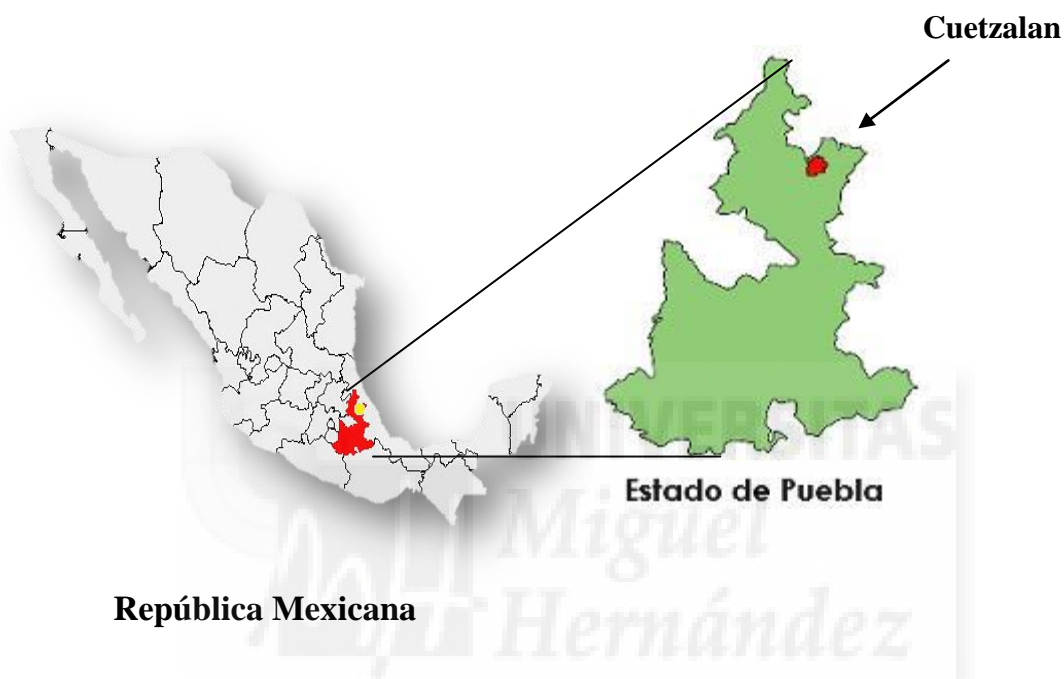 Cuetzalan
UNIVERSITAS
Estado de Puebla
Miguel
República Mexicana
Hernández